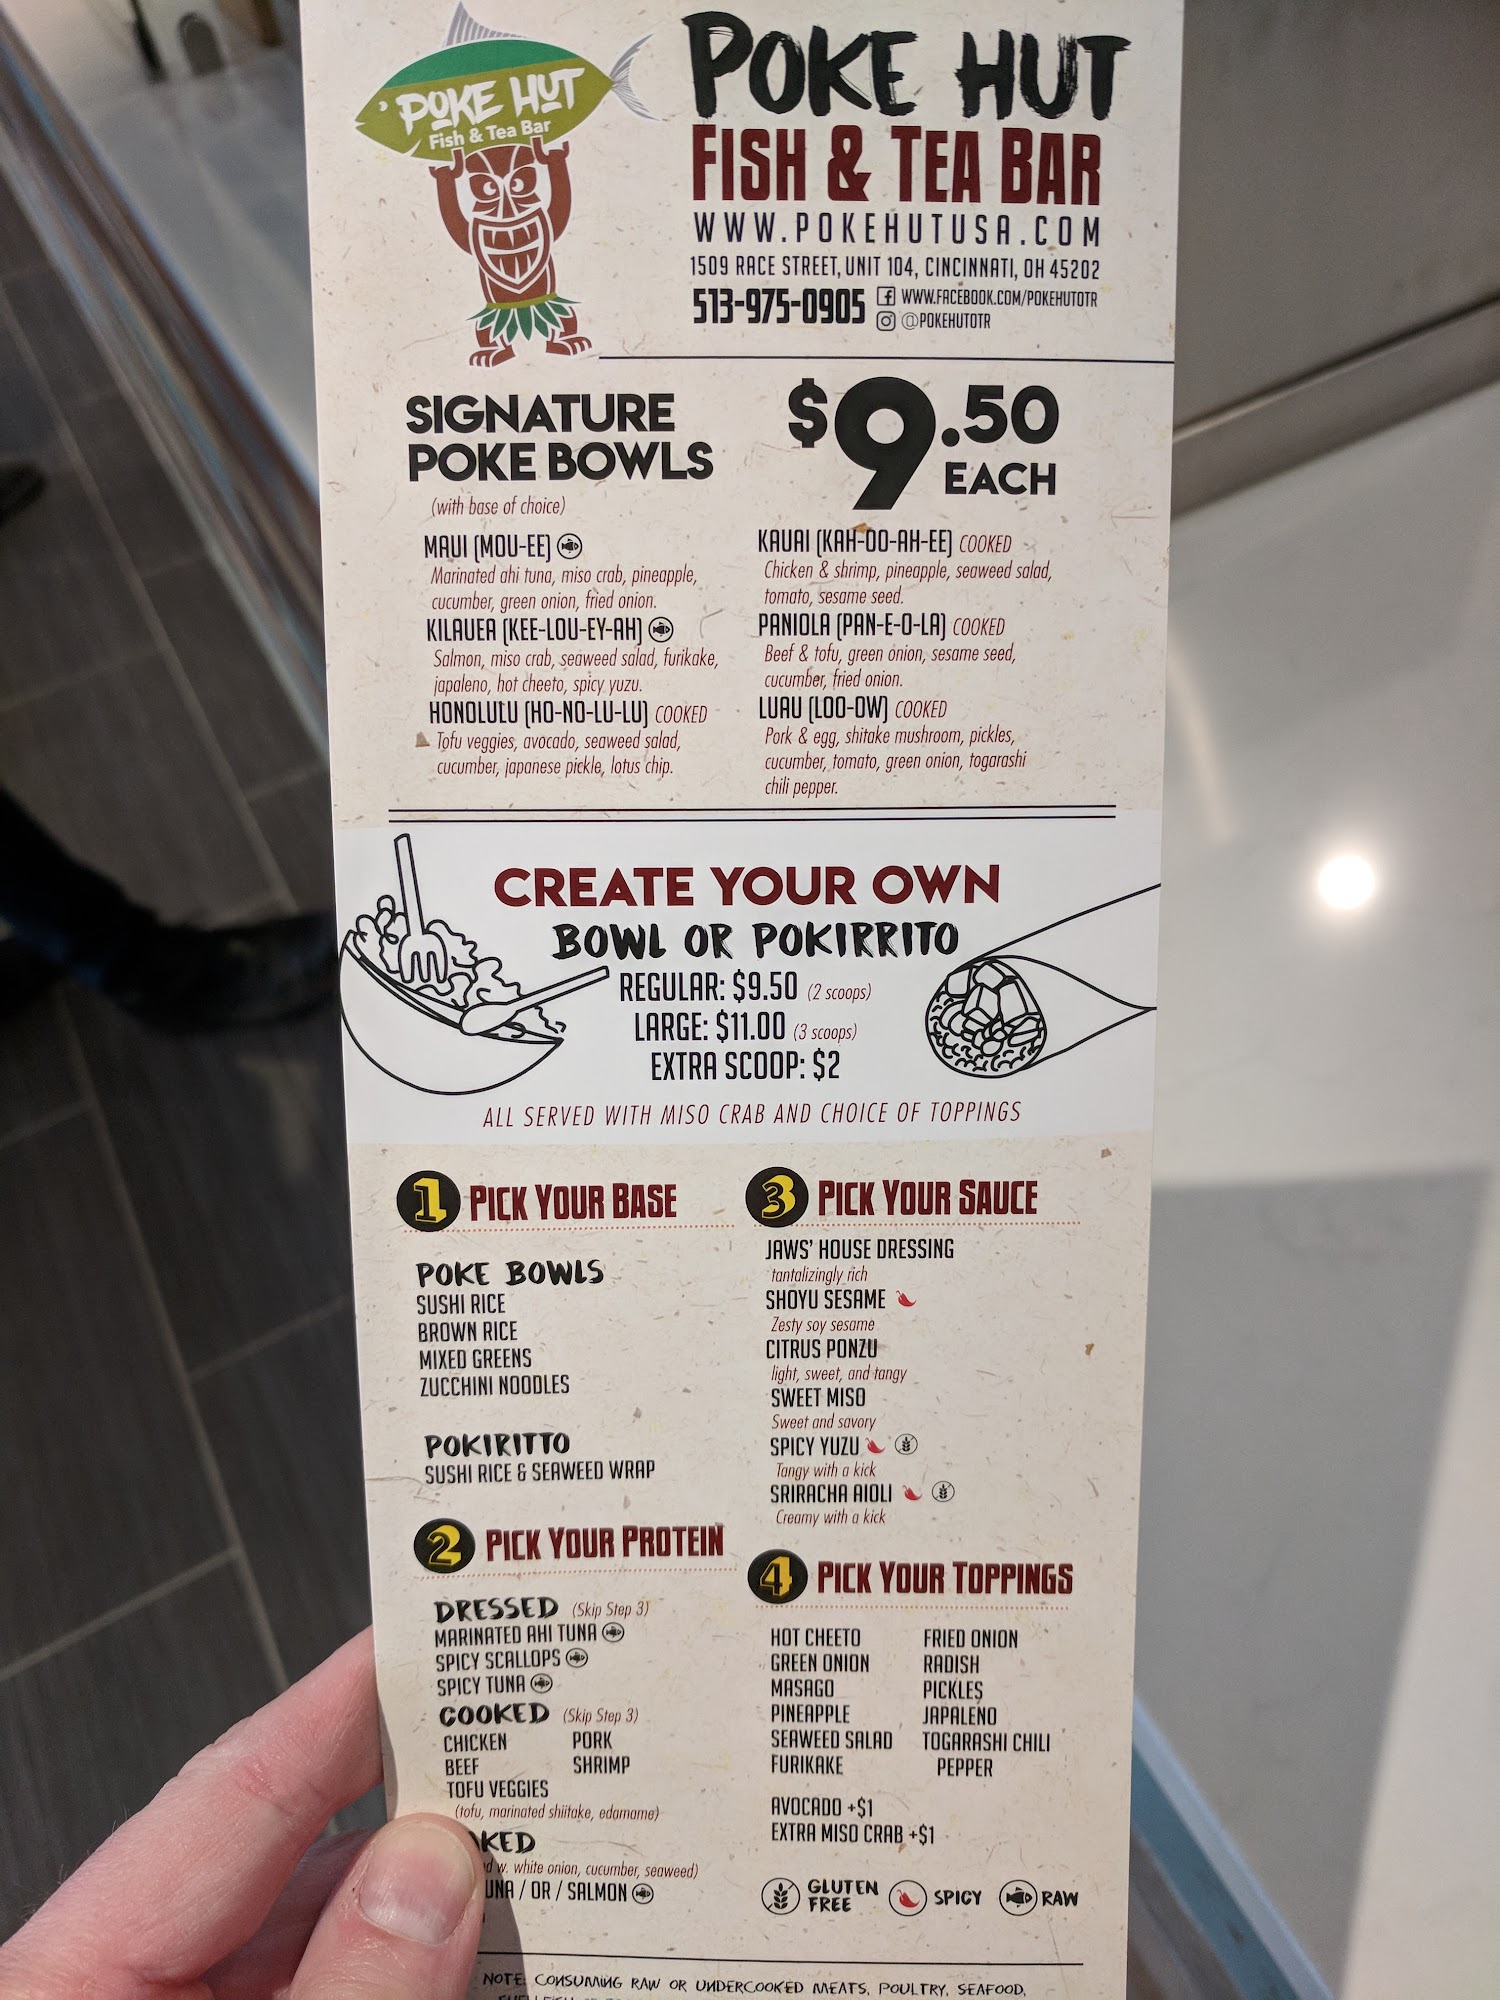 POKE HUT
Fish & Tea Bar
POKE HUT
FISH & TEA BAR
WWW.POKEHUTUSA.COM
1509 RACE STREET, UNIT 104, CINCINNATI, OH 45202
513-975-0905
WWW.FACEBOOK.COM/POKEHUTOTR
@POKEHUTOTR
SIGNATURE
POKE BOWLS
(with base of choice)
$9.50
EACH
MAUI (MOU-EE)
Marinated ahi tuna, miso crab, pineapple,
cucumber, green onion, fried onion.
KILAUEA (KEE-LOU-EY-AH)
Salmon, miso crab, seaweed salad, furikake,
japaleno, hot cheeto, spicy yuzu.
HONOLULU (HO-NO-LU-LU) COOKED
Tofu veggies, avocado, seaweed salad,
cucumber, japanese pickle, lotus chip.
KAUAI (KAH-OO-AH-EE) COOKED
Chicken & shrimp, pineapple, seaweed salad,
tomato, sesame seed.
PANIOLA (PAN-E-O-LA) COOKED
Beef & tofu, green onion, sesame seed,
cucumber, fried onion.
LUAU (LOO-OW) COOKED
Pork & egg, shitake mushroom, pickles,
cucumber, tomato, green onion, togarashi
chili pepper.
CREATE YOUR OWN
BOWL OR POKIRRITO
REGULAR: $9.50 (2 scoops)
LARGE: $11.00 (3 scoops)
EXTRA SCOOP: $2
ALL SERVED WITH MISO CRAB AND CHOICE OF TOPPINGS
1 PICK YOUR BASE
POKE BOWLS
SUSHI RICE
BROWN RICE
MIXED GREENS
ZUCCHINI NOODLES
POKIRITTO
SUSHI RICE & SEAWEED WRAP
2 PICK YOUR PROTEIN
DRESSED (Skip Step 3)
MARINATED AHI TUNA
SPICY SCALLOPS
SPICY TUNA
COOKED (Skip Step 3)
CHICKEN PORK
BEEF SHRIMP
TOFU VEGGIES
(tofu, marinated shiitake, edamame)
w. white onion, cucumber, seaweed)
/ OR / SALMON
3 PICK YOUR SAUCE
JAWS' HOUSE DRESSING
tantalizingly rich
SHOYU SESAME
Zesty soy sesame
CITRUS PONZU
light, sweet, and tangy
SWEET MISO
Sweet and savory
SPICY YUZU
Tangy with a kick
SRIRACHA AIOLI
Creamy with a kick
4 PICK YOUR TOPPINGS
HOT CHEETO FRIED ONION
GREEN ONION RADISH
MASAGO PICKLES
PINEAPPLE JAPALENO
SEAWEED SALAD TOGARASHI CHILI
FURIKAKE PEPPER
AVOCADO +$1
EXTRA MISO CRAB +$1
GLUTEN
FREE
SPICY
RAW
NOTE: CONSUMING RAW OR UNDERCOOKED MEATS, POULTRY, SEAFOOD,